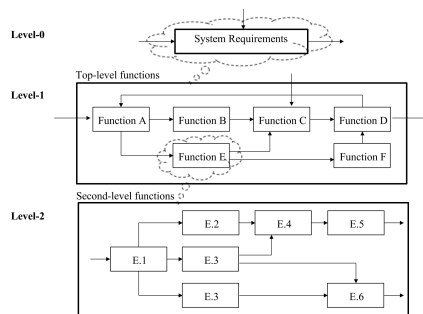 Level-0
System Requirements
Top-level functions
Level-1
Function A
Function B
Function C
Function D
Function E
Function F
Second-level functions
Level-2
E.2
E.4
E.5
E.1
E.3
E.3
E.6